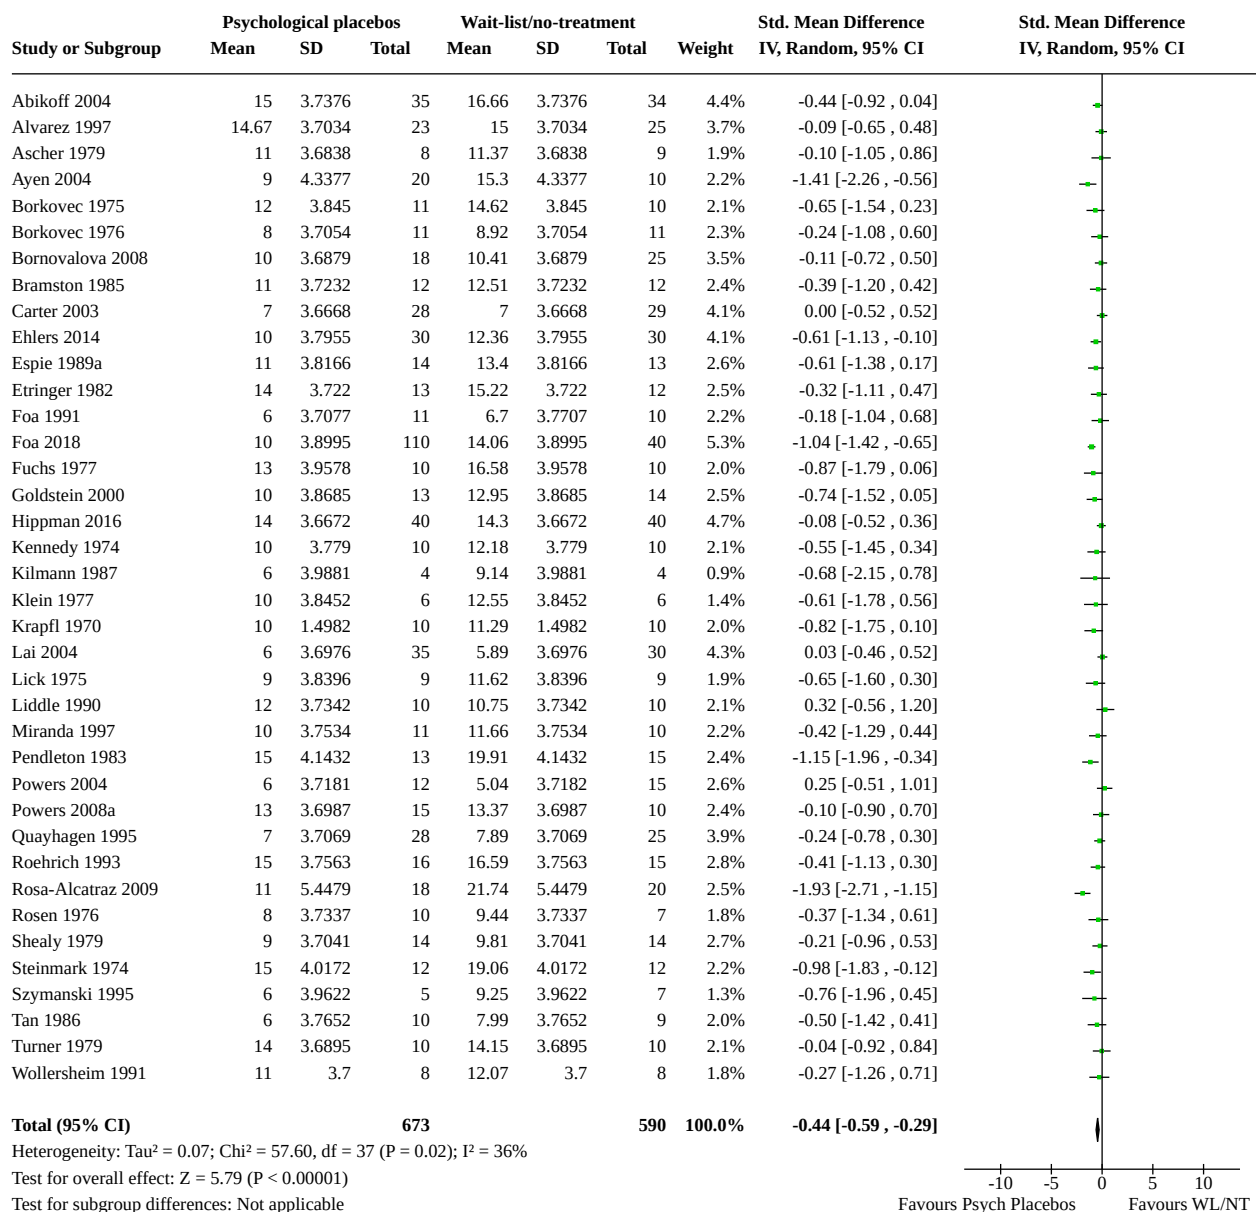 Psychological placebos Wait-list/no-treatment Std. Mean Difference Std. Mean Difference
Study or Subgroup Mean SD Total Mean SD Total Weight IV, Random, 95% CI IV, Random, 95% CI
Abikoff 2004 15 3.7376 35 16.66 3.7376 34 4.4% -0.44 [-0.92 , 0.04]
Alvarez 1997 14.67 3.7034 23 15 3.7034 25 3.7% -0.09 [-0.65 , 0.48]
Ascher 1979 11 3.6838 8 11.37 3.6838 9 1.9% -0.10 [-1.05 , 0.86]
Ayen 2004 9 4.3377 20 15.3 4.3377 10 2.2% -1.41 [-2.26 , -0.56]
Borkovec 1975 12 3.845 11 14.62 3.845 10 2.1% -0.65 [-1.54 , 0.23]
Borkovec 1976 8 3.7054 11 8.92 3.7054 11 2.3% -0.24 [-1.08 , 0.60]
Bornovalova 2008 10 3.6879 18 10.41 3.6879 25 3.5% -0.11 [-0.72 , 0.50]
Bramston 1985 11 3.7232 12 12.51 3.7232 12 2.4% -0.39 [-1.20 , 0.42]
Carter 2003 7 3.6668 28 7 3.6668 29 4.1% 0.00 [-0.52 , 0.52]
Ehlers 2014 10 3.7955 30 12.36 3.7955 30 4.1% -0.61 [-1.13 , -0.10]
Espie 1989a 11 3.8166 14 13.4 3.8166 13 2.6% -0.61 [-1.38 , 0.17]
Etringer 1982 14 3.722 13 15.22 3.722 12 2.5% -0.32 [-1.11 , 0.47]
Foa 1991 6 3.7077 11 6.7 3.7707 10 2.2% -0.18 [-1.04 , 0.68]
Foa 2018 10 3.8995 110 14.06 3.8995 40 5.3% -1.04 [-1.42 , -0.65]
Fuchs 1977 13 3.9578 10 16.58 3.9578 10 2.0% -0.87 [-1.79 , 0.06]
Goldstein 2000 10 3.8685 13 12.95 3.8685 14 2.5% -0.74 [-1.52 , 0.05]
Hippman 2016 14 3.6672 40 14.3 3.6672 40 4.7% -0.08 [-0.52 , 0.36]
Kennedy 1974 10 3.779 10 12.18 3.779 10 2.1% -0.55 [-1.45 , 0.34]
Kilmann 1987 6 3.9881 4 9.14 3.9881 4 0.9% -0.68 [-2.15 , 0.78]
Klein 1977 10 3.8452 6 12.55 3.8452 6 1.4% -0.61 [-1.78 , 0.56]
Krapfl 1970 10 1.4982 10 11.29 1.4982 10 2.0% -0.82 [-1.75 , 0.10]
Lai 2004 6 3.6976 35 5.89 3.6976 30 4.3% 0.03 [-0.46 , 0.52]
Lick 1975 9 3.8396 9 11.62 3.8396 9 1.9% -0.65 [-1.60 , 0.30]
Liddle 1990 12 3.7342 10 10.75 3.7342 10 2.1% 0.32 [-0.56 , 1.20]
Miranda 1997 10 3.7534 11 11.66 3.7534 10 2.2% -0.42 [-1.29 , 0.44]
Pendleton 1983 15 4.1432 13 19.91 4.1432 15 2.4% -1.15 [-1.96 , -0.34]
Powers 2004 6 3.7181 12 5.04 3.7182 15 2.6% 0.25 [-0.51 , 1.01]
Powers 2008a 13 3.6987 15 13.37 3.6987 10 2.4% -0.10 [-0.90 , 0.70]
Quayhagen 1995 7 3.7069 28 7.89 3.7069 25 3.9% -0.24 [-0.78 , 0.30]
Roehrich 1993 15 3.7563 16 16.59 3.7563 15 2.8% -0.41 [-1.13 , 0.30]
Rosa-Alcatraz 2009 11 5.4479 18 21.74 5.4479 20 2.5% -1.93 [-2.71 , -1.15]
Rosen 1976 8 3.7337 10 9.44 3.7337 7 1.8% -0.37 [-1.34 , 0.61]
Shealy 1979 9 3.7041 14 9.81 3.7041 14 2.7% -0.21 [-0.96 , 0.53]
Steinmark 1974 15 4.0172 12 19.06 4.0172 12 2.2% -0.98 [-1.83 , -0.12]
Szymanski 1995 6 3.9622 5 9.25 3.9622 7 1.3% -0.76 [-1.96 , 0.45]
Tan 1986 6 3.7652 10 7.99 3.7652 9 2.0% -0.50 [-1.42 , 0.41]
Turner 1979 14 3.6895 10 14.15 3.6895 10 2.1% -0.04 [-0.92 , 0.84]
Wollersheim 1991 11 3.7 8 12.07 3.7 8 1.8% -0.27 [-1.26 , 0.71]
Total (95% CI) 673 590 100.0% -0.44 [-0.59 , -0.29]
Heterogeneity: Tau² = 0.07; Chi² = 57.60, df = 37 (P = 0.02); I² = 36%
Test for overall effect: Z = 5.79 (P < 0.00001)
-10 -5 0 5 10
Test for subgroup differences: Not applicable Favours Psych Placebos Favours WL/NT